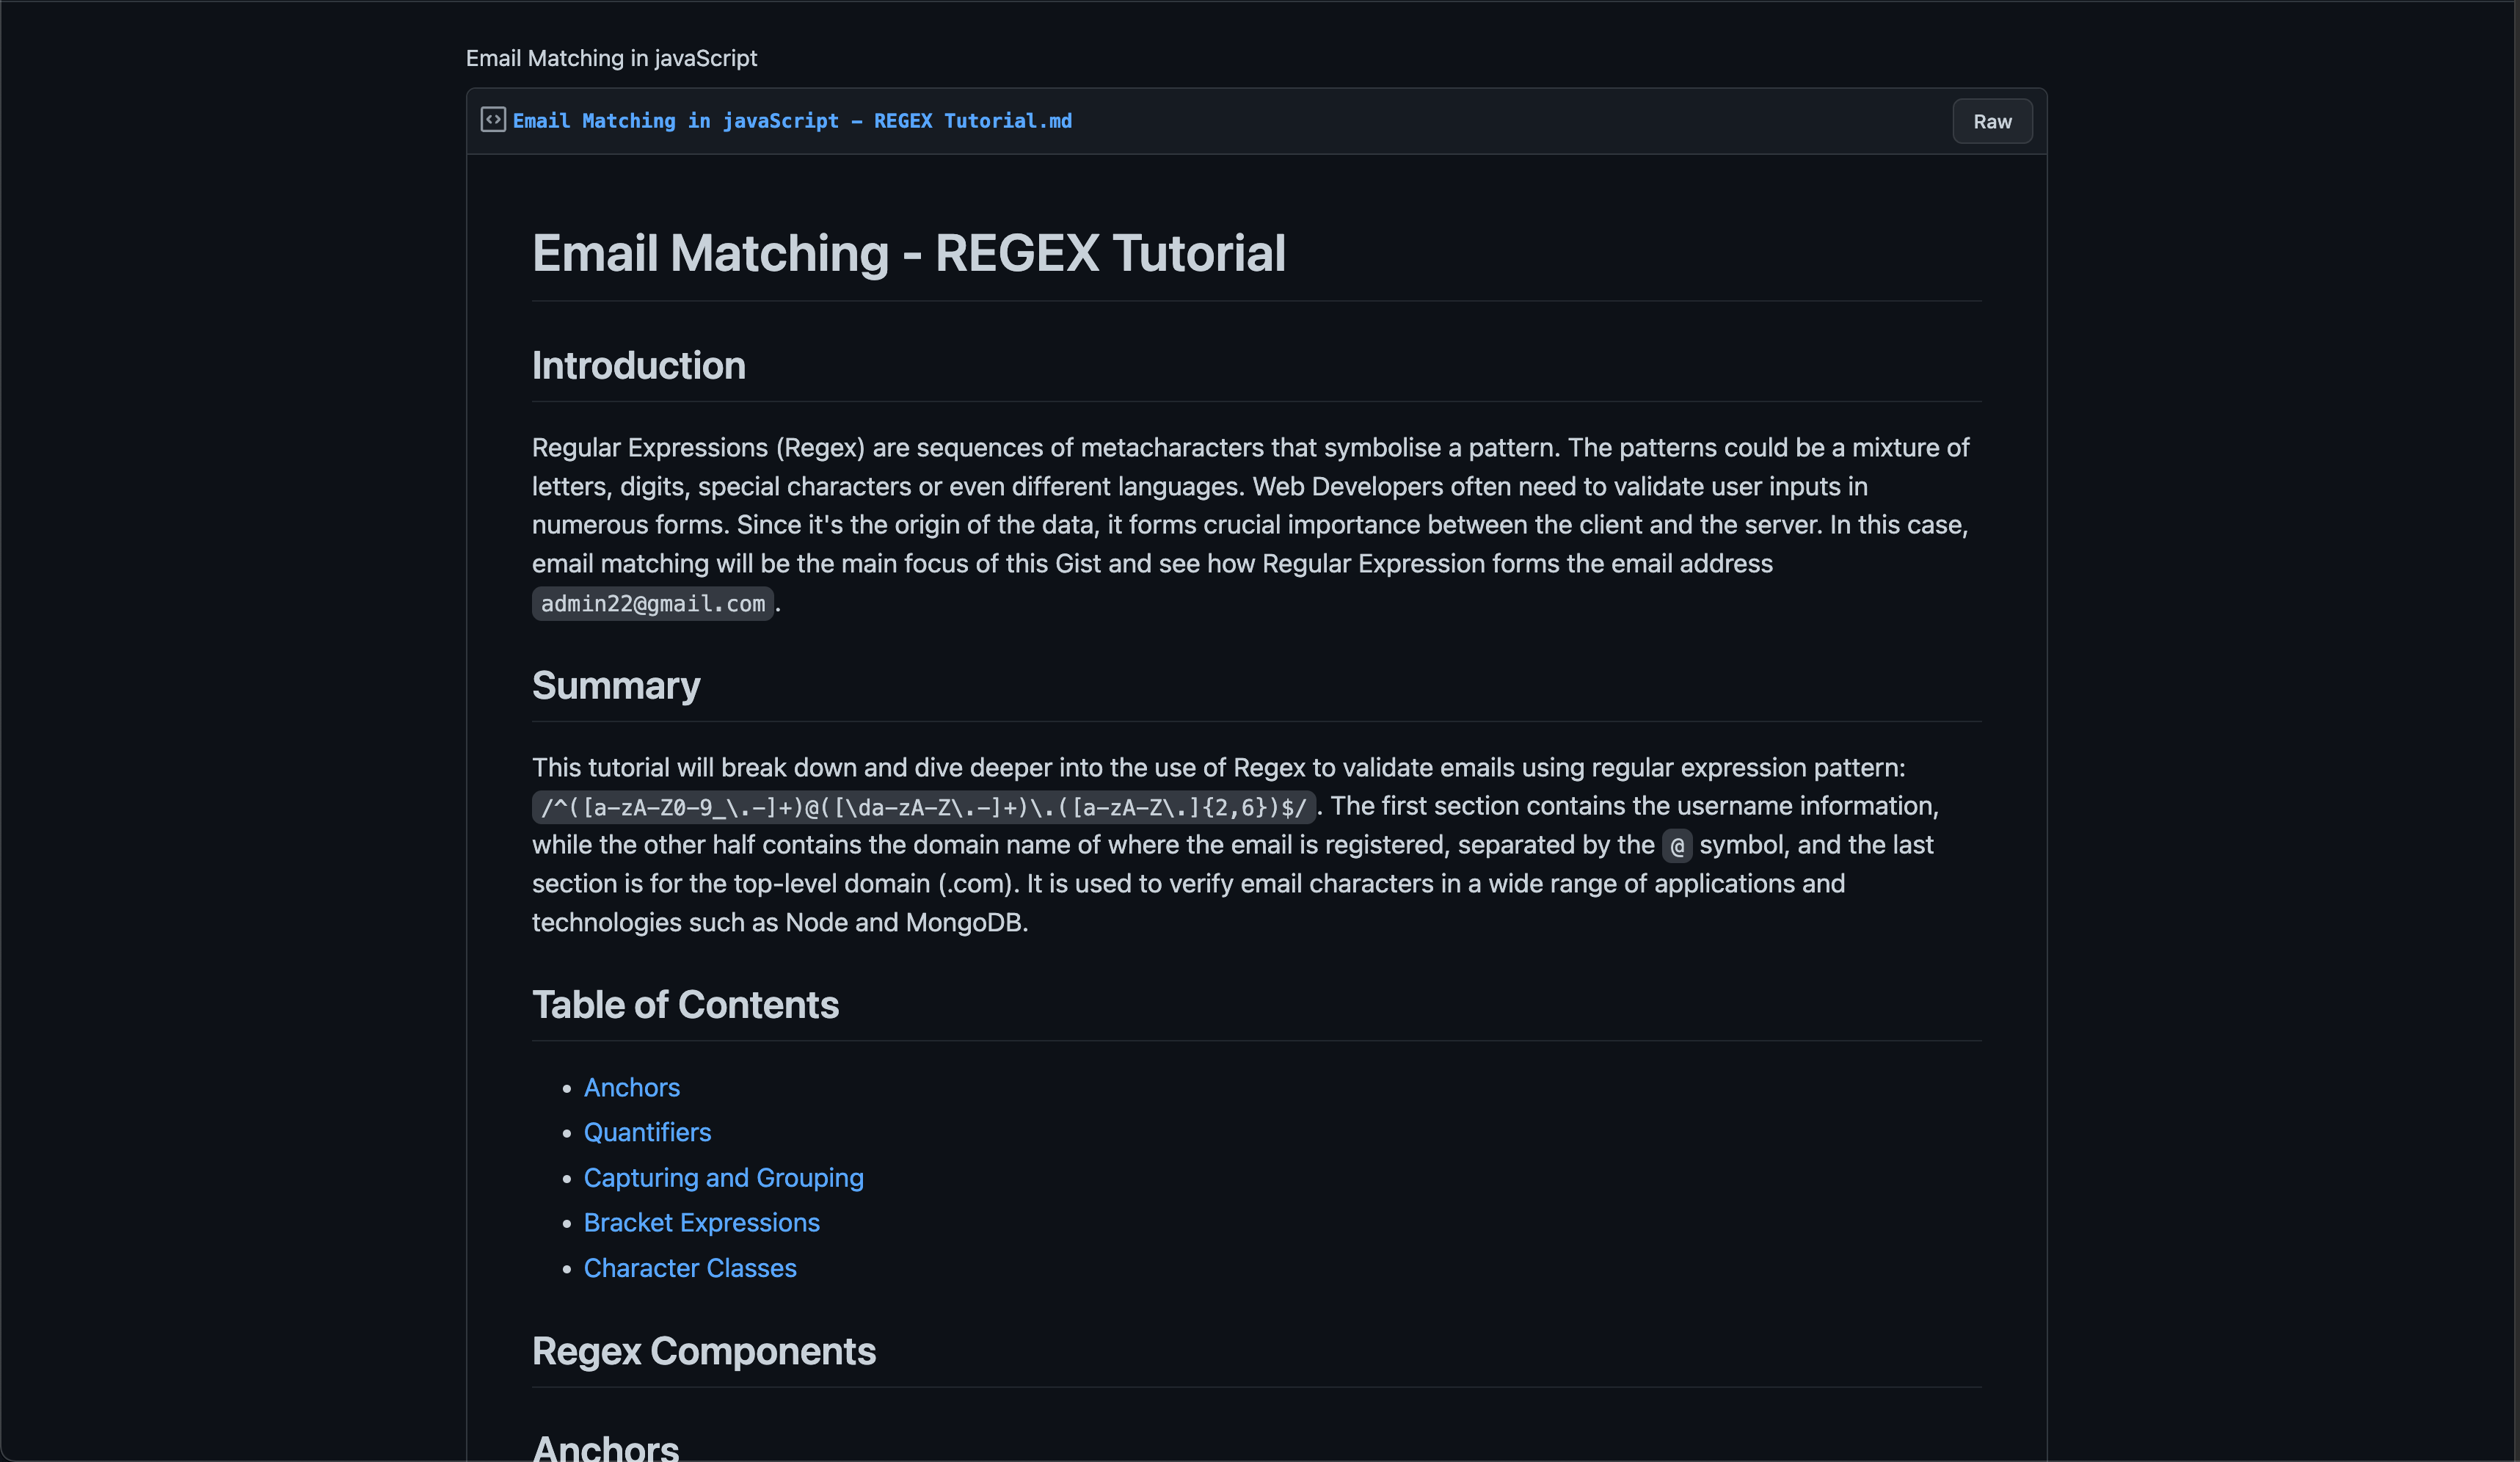 Email Matching in javaScript
Email Matching in javaScript – REGEX Tutorial.md
Raw
Email Matching - REGEX Tutorial
Introduction
Regular Expressions (Regex) are sequences of metacharacters that symbolise a pattern. The patterns could be a mixture of
letters, digits, special characters or even different languages. Web Developers often need to validate user inputs in
numerous forms. Since it's the origin of the data, it forms crucial importance between the client and the server. In this case,
email matching will be the main focus of this Gist and see how Regular Expression forms the email address
admin22@gmail.com.
Summary
This tutorial will break down and dive deeper into the use of Regex to validate emails using regular expression pattern:
/^([a-zA-Z0-9_\.-]+)@([\da-zA-Z\.-]+)\.([a-zA-Z\.]{2,6})$/. The first section contains the username information,
while the other half contains the domain name of where the email is registered, separated by the @ symbol, and the last
section is for the top-level domain (.com). It is used to verify email characters in a wide range of applications and
technologies such as Node and MongoDB.
Table of Contents
• Anchors
• Quantifiers
• Capturing and Grouping
• Bracket Expressions
• Character Classes
Regex Components
Anchors